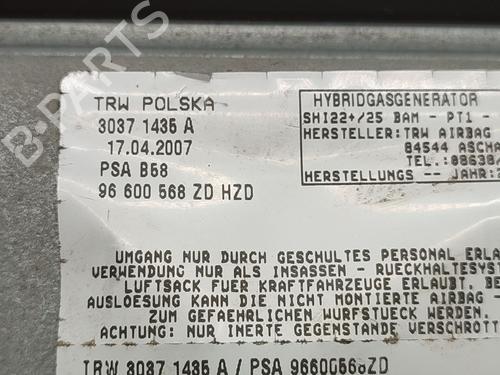 TRW POLSKA
3037 1435 A
17.04.2007
PSA B58
96 600 568 ZD HZD
HYBRIDGASGENERATOR
SHI22+/25 BAM - PT1 -
HERSTELLER:TRW AIRBAG
84544 ASCHA
TEL.:08638/
HERSTELLUNGS -- JAHR:
UMGANG NUR DURCH GESCHULTES PERSONAL ERLA
VERWENDUNG NUR ALS INSASSEN - RUECKHALTESYST
LUFTSACK FUER KRAFTFAHRZEUGE ERLAUBT. BE
AUSLOESUNG KANN DIE NICHT MONTIERTE AIRBAG -
ZUM GEFAEHRLICHEN WURFSTUECK WERDEN.
ACHTUNG: NUR INERTE GEGENSTAENDE VERSCHROTT
TRW 3037 1435 A / PSA 96600568ZD